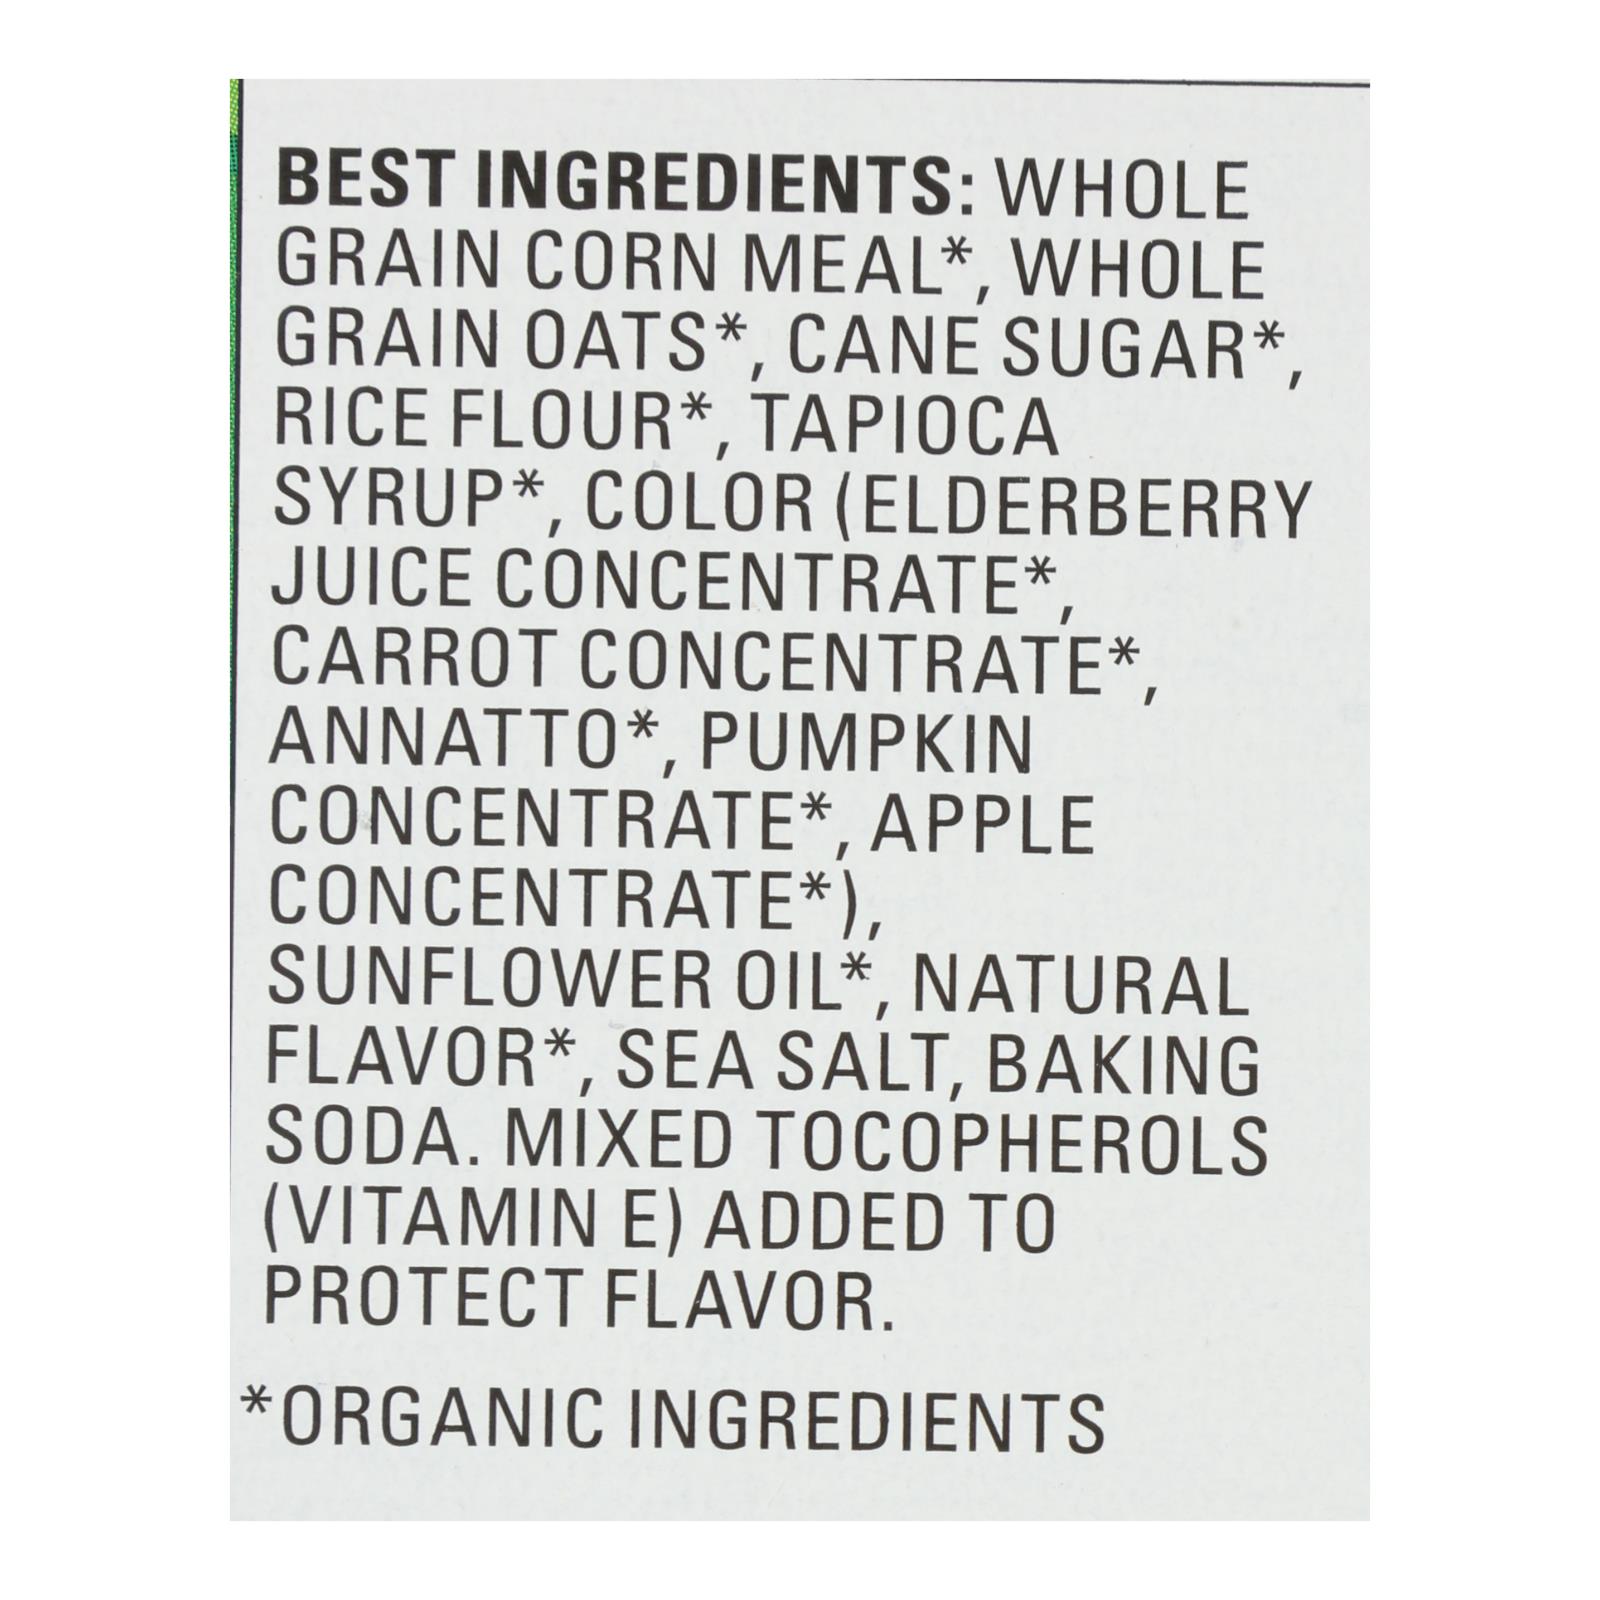 BEST INGREDIENTS: WHOLE
GRAIN CORN MEAL*, WHOLE
GRAIN OATS*, CANE SUGAR*,
RICE FLOUR*, TAPIOCA
SYRUP*, COLOR (ELDERBERRY
JUICE CONCENTRATE*,
CARROT CONCENTRATE*,
ANNATTO*, PUMPKIN
CONCENTRATE*, APPLE
CONCENTRATE*),
SUNFLOWER OIL*, NATURAL
FLAVOR*, SEA SALT, BAKING
SODA. MIXED TOCOPHEROLS
(VITAMIN E) ADDED TO
PROTECT FLAVOR.
*ORGANIC INGREDIENTS